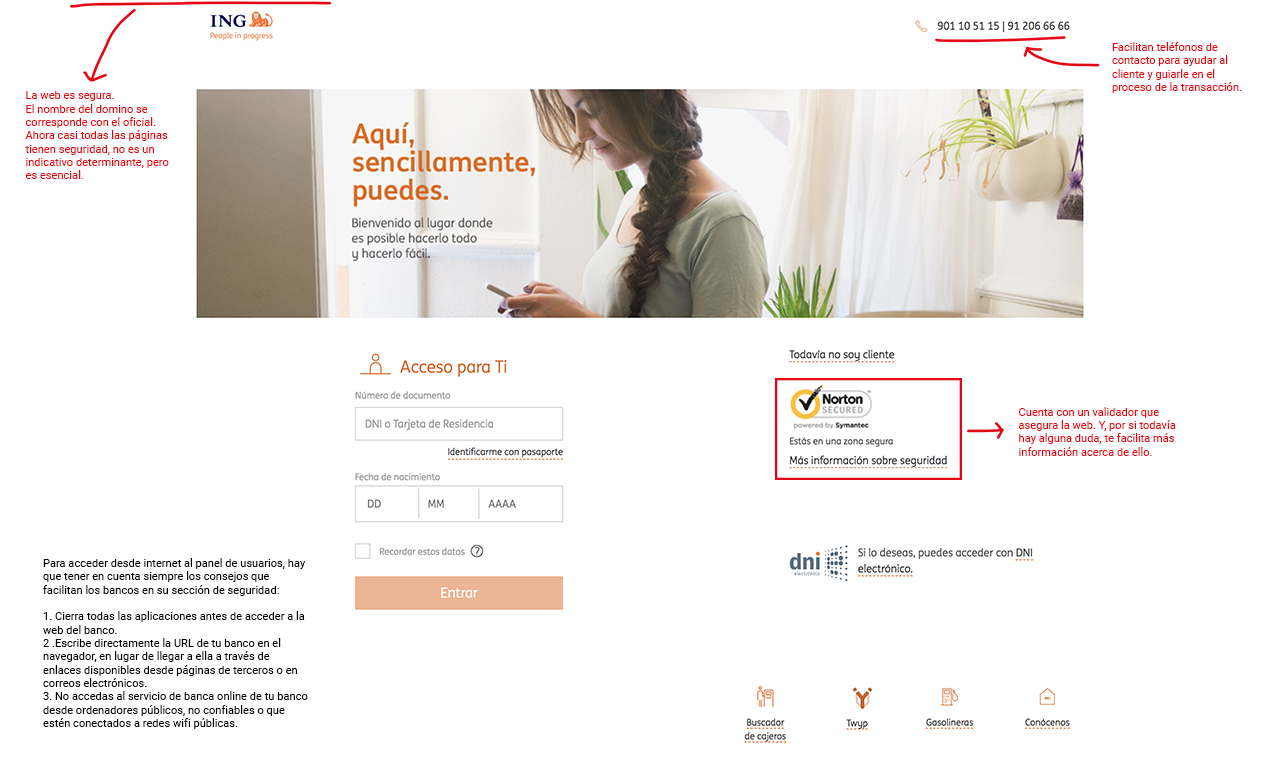 ING
People in progress
901 10 51 15 | 91 206 66 66
Facilitan teléfonos de
contacto para ayudar al
cliente y guiarle en el
proceso de la transacción.
La web es segura.
El nombre del domino se
corresponde con el oficial.
Ahora casi todas las páginas
tienen seguridad, no es un
indicativo determinante, pero
es esencial.
Aquí,
sencillamente,
puedes.
Bienvenido al lugar donde
es posible hacerlo todo
y hacerlo fácil.
Acceso para Ti
Número de documento
DNI o Tarjeta de Residencia
Identificarme con pasaporte
Fecha de nacimiento
DD
MM
AAAA
Recordar estos datos ?
Entrar
Todavía no soy cliente
Norton
SECURED
powered by Symantec
Estás en una zona segura
Más información sobre seguridad
Cuenta con un validador que
asegura la web. Y, por si todavía
hay alguna duda, te facilita más
información acerca de ello.
dni
electrónico
Si lo deseas, puedes acceder con DNI
electrónico.
Para acceder desde internet al panel de usuarios, hay
que tener en cuenta siempre los consejos que
facilitan los bancos en su sección de seguridad:
1. Cierra todas las aplicaciones antes de acceder a la
web del banco.
2 .Escribe directamente la URL de tu banco en el
navegador, en lugar de llegar a ella a través de
enlaces disponibles desde páginas de terceros o en
correos electrónicos.
3. No accedas al servicio de banca online de tu banco
desde ordenadores públicos, no confiables o que
estén conectados a redes wifi públicas.
Buscador
de cajeros
Twyp
Gasolineras
Conócenos